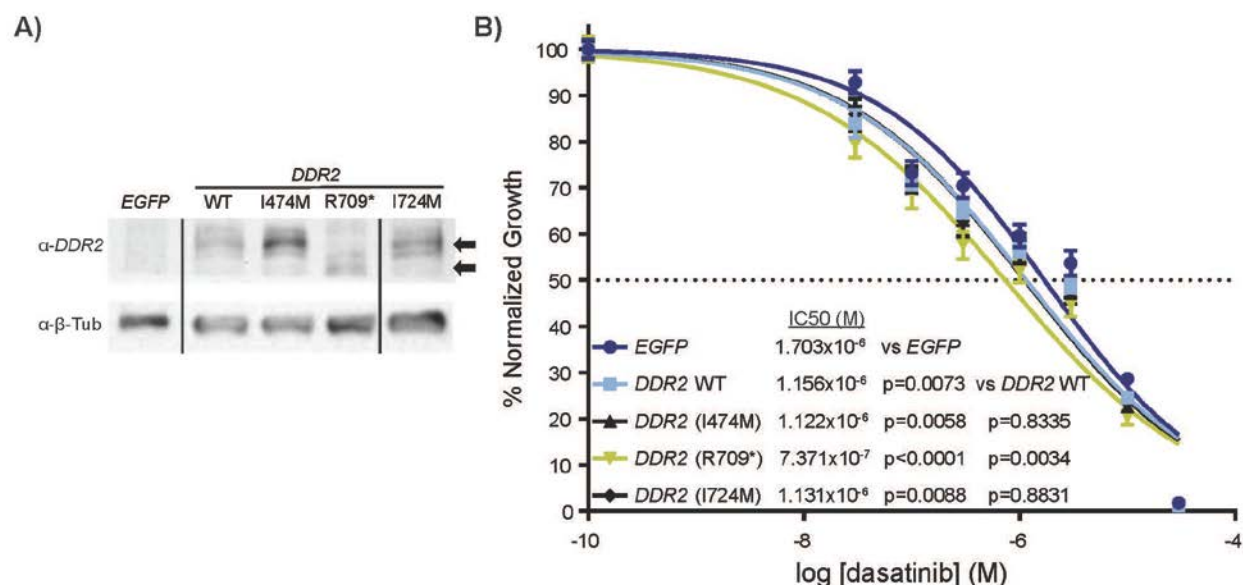 A)
DDR2
EGFP WT I474M R709* I724M
α-DDR2
α-β-Tub
B)
% Normalized Growth
100
90
80
70
60
50
40
30
20
10
0
IC50 (M)
EGFP 1.703x10⁻⁶ vs EGFP
DDR2 WT 1.156x10⁻⁶ p=0.0073 vs DDR2 WT
DDR2 (I474M) 1.122x10⁻⁶ p=0.0058 p=0.8335
DDR2 (R709*) 7.371x10⁻⁷ p<0.0001 p=0.0034
DDR2 (I724M) 1.131x10⁻⁶ p=0.0088 p=0.8831
-10 -8 -6 -4
log [dasatinib] (M)